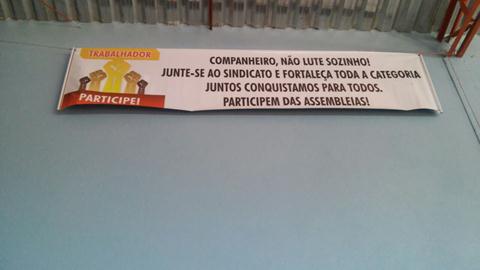 TRABALHADOR
PARTICIPE!
COMPANHEIRO, NÃO LUTE SOZINHO!
JUNTE-SE AO SINDICATO E FORTALEÇA TODA A CATEGORIA
JUNTOS CONQUISTAMOS PARA TODOS.
PARTICIPEM DAS ASSEMBLEIAS!